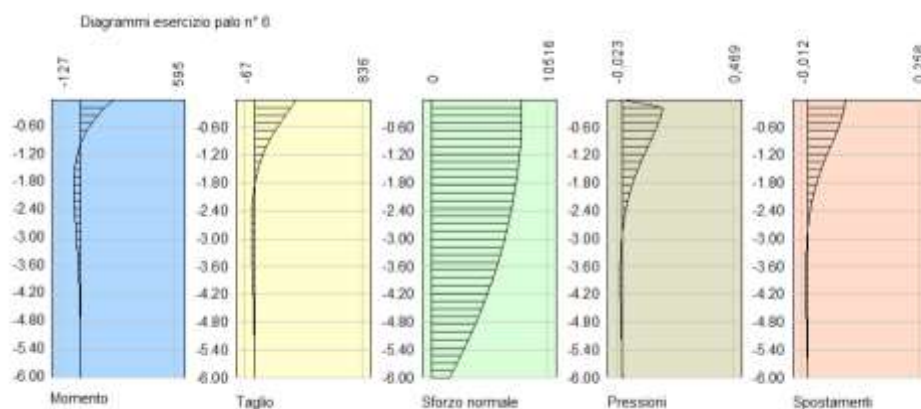 Diagrammi esercizio palo n° 6
-127 595 -67 836 0 10516 -0,023 0,469 -0,012 0,258
-0.60 -0.60 -0.60 -0.60 -0.60
-1.20 -1.20 -1.20 -1.20 -1.20
-1.80 -1.80 -1.80 -1.80 -1.80
-2.40 -2.40 -2.40 -2.40 -2.40
-3.00 -3.00 -3.00 -3.00 -3.00
-3.60 -3.60 -3.60 -3.60 -3.60
-4.20 -4.20 -4.20 -4.20 -4.20
-4.80 -4.80 -4.80 -4.80 -4.80
-5.40 -5.40 -5.40 -5.40 -5.40
-6.00 -6.00 -6.00 -6.00 -6.00
Momento Taglio Sforzo normale Pressioni Spostamenti